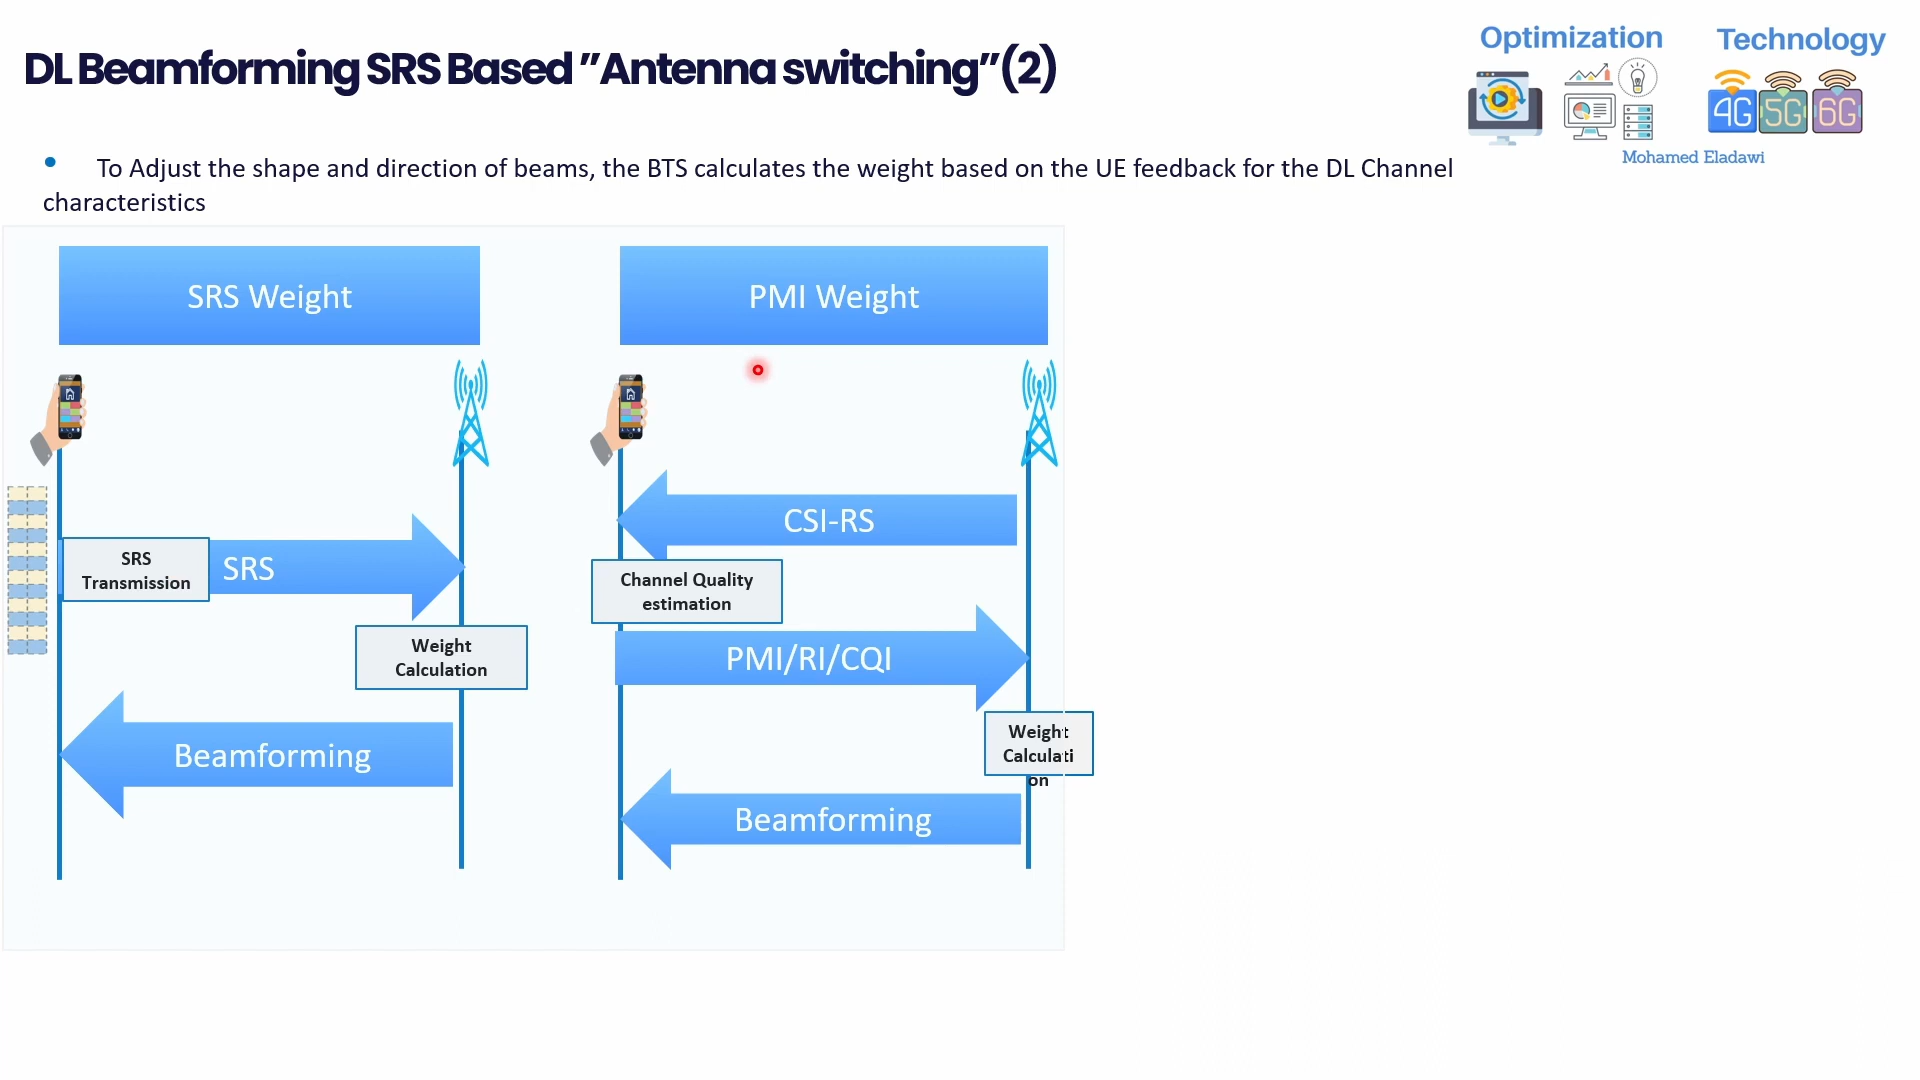 DL Beamforming SRS Based ”Antenna switching”(2)
Optimization
Technology
4G 5G 6G
Mohamed Eladawi
• To Adjust the shape and direction of beams, the BTS calculates the weight based on the UE feedback for the DL Channel
characteristics
SRS Weight
SRS
Transmission
SRS
Weight
Calculation
Beamforming
PMI Weight
CSI-RS
Channel Quality
estimation
PMI/RI/CQI
Weight
Calculati
on
Beamforming